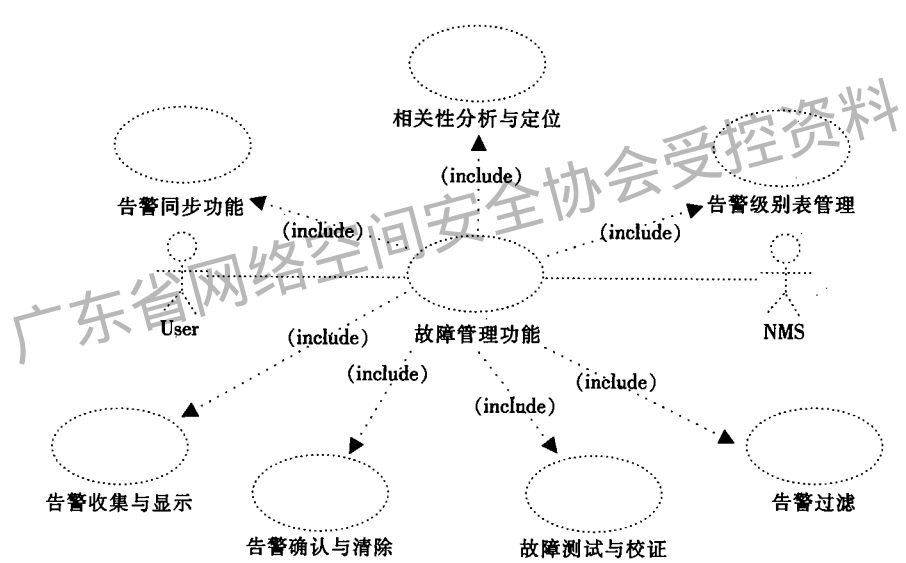 相关性分析与定位
(include)
告警同步功能
(include)
告警级别表管理
(include)
User
故障管理功能
NMS
(include)
(include)
(include)
(include)
告警收集与显示
告警过滤
告警确认与清除
故障测试与校证
广东省网络空间安全协会受控资料